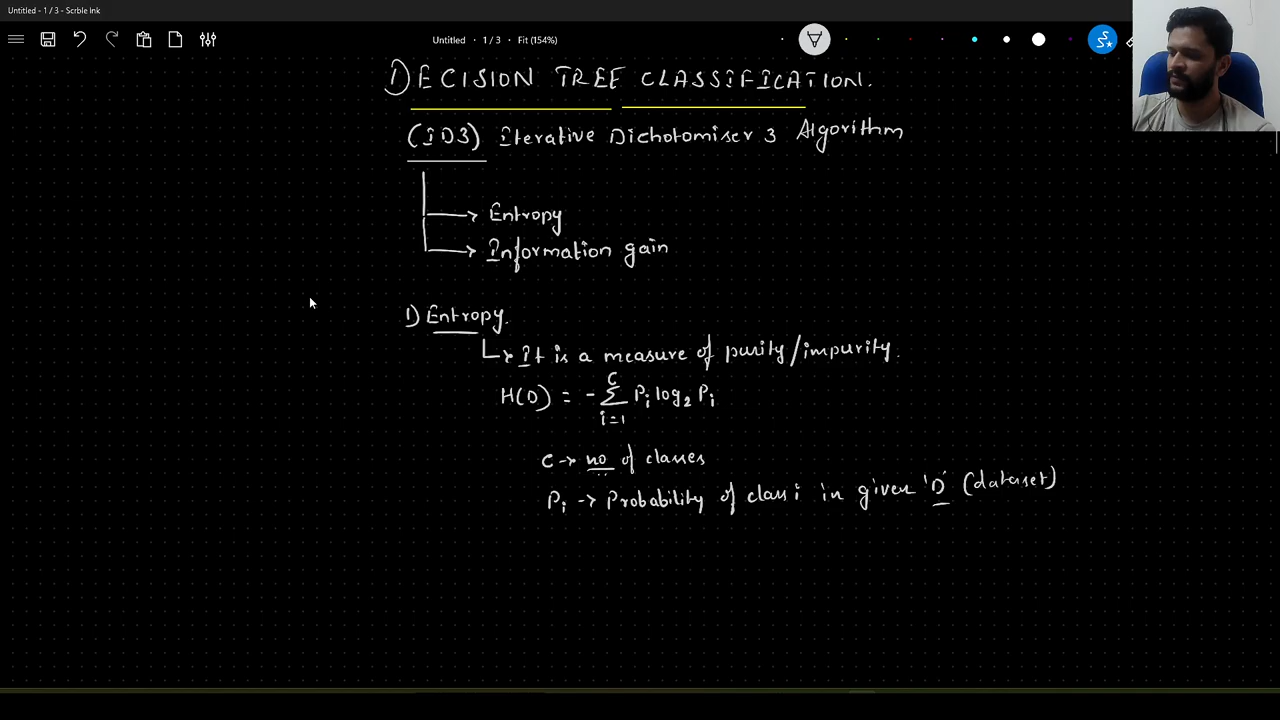 Untitled - 1 / 3 - Scrble Ink
Untitled · 1 / 3 · Fit (154%)
DECISION TREE CLASSIFICATION.
(ID3) Iterative Dichotomiser 3 Algorithm
→ Entropy
→ Information gain
1) Entropy.
↳ It is a measure of purity/impurity.
H(D) = - ∑ᵢ₌₁ᶜ Pᵢ log₂ Pᵢ
C → no of classes
Pᵢ → Probability of class i in given 'D' (dataset)